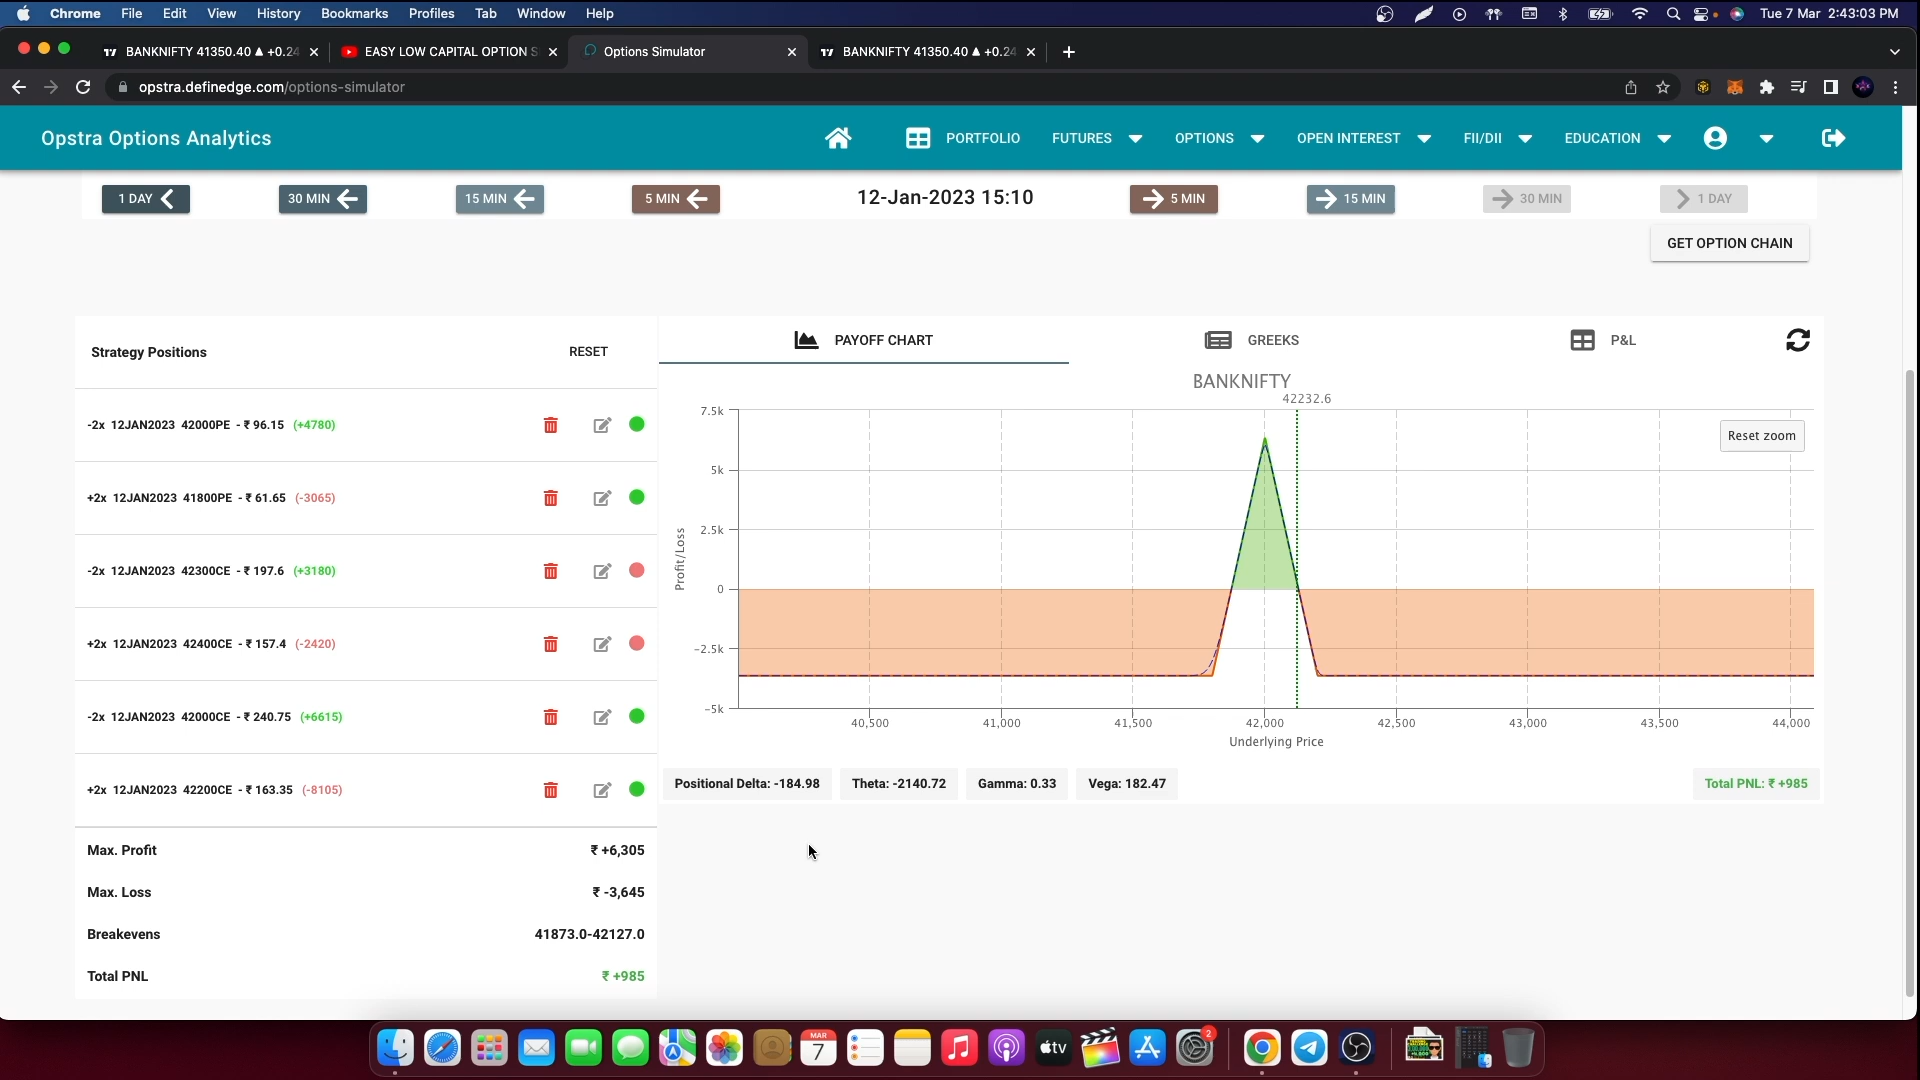 Chrome File Edit View History Bookmarks Profiles Tab Window Help Tue 7 Mar 2:43:03 PM
BANKNIFTY 41350.40 ▲ +0.24 EASY LOW CAPITAL OPTION S Options Simulator BANKNIFTY 41350.40 ▲ +0.24
opstra.definedge.com/options-simulator
Opstra Options Analytics PORTFOLIO FUTURES OPTIONS OPEN INTEREST FII/DII EDUCATION
1 DAY 30 MIN 15 MIN 5 MIN 12-Jan-2023 15:10 5 MIN 15 MIN 30 MIN 1 DAY
GET OPTION CHAIN
Strategy Positions RESET
-2x 12JAN2023 42000PE - ₹ 96.15 (+4780)
+2x 12JAN2023 41800PE - ₹ 61.65 (-3065)
-2x 12JAN2023 42300CE - ₹ 197.6 (+3180)
+2x 12JAN2023 42400CE - ₹ 157.4 (-2420)
-2x 12JAN2023 42000CE - ₹ 240.75 (+6615)
+2x 12JAN2023 42200CE - ₹ 163.35 (-8105)
Max. Profit ₹ +6,305
Max. Loss ₹ -3,645
Breakevens 41873.0-42127.0
Total PNL ₹ +985
PAYOFF CHART GREEKS P&L
BANKNIFTY
42232.6
Reset zoom
Profit/Loss
7.5k
5k
2.5k
0
-2.5k
-5k
40,500 41,000 41,500 42,000 42,500 43,000 43,500 44,000
Underlying Price
Positional Delta: -184.98 Theta: -2140.72 Gamma: 0.33 Vega: 182.47 Total PNL: ₹ +985
MAR
7
tv
2